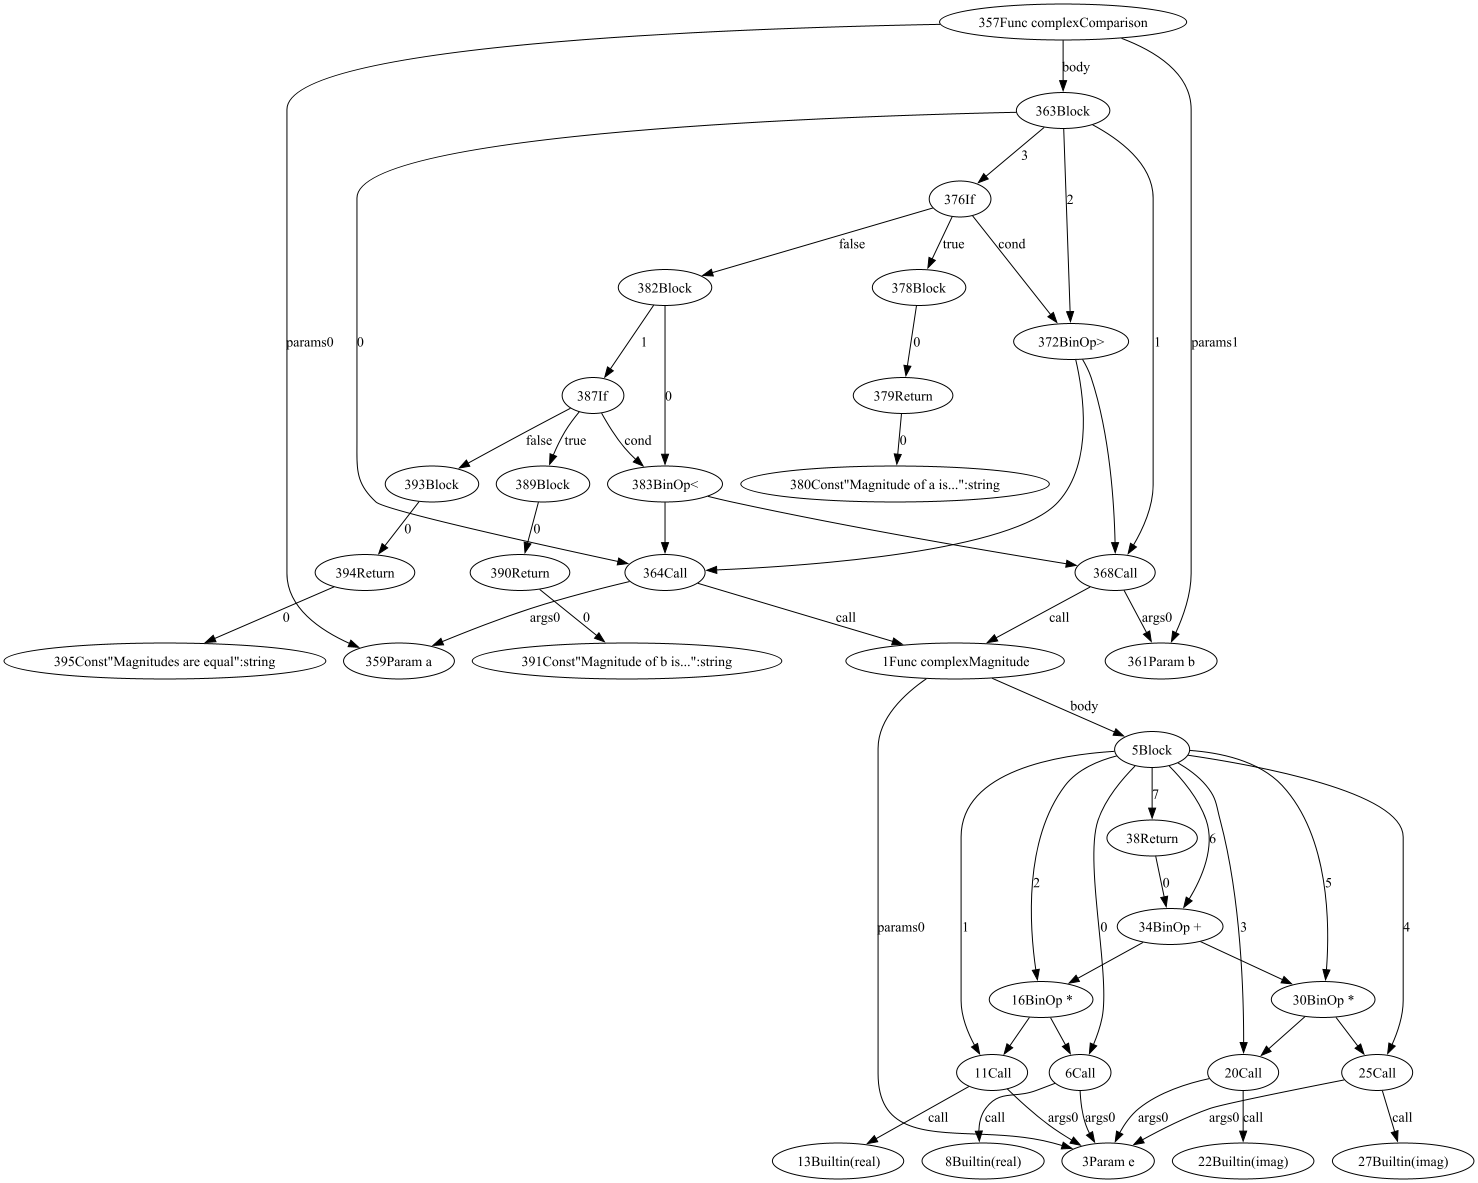 357Func complexComparison
body
363Block
3
376If
2
false
true
cond
382Block
378Block
params0
0
1
0
372BinOp>
1
params1
387If
0
379Return
false
true
cond
0
393Block
389Block
383BinOp<
380Const"Magnitude of a is...":string
0
0
394Return
390Return
364Call
368Call
0
args0
0
call
call
args0
395Const"Magnitudes are equal":string
359Param a
391Const"Magnitude of b is...":string
1Func complexMagnitude
361Param b
body
5Block
7
38Return
6
2
0
5
params0
1
34BinOp +
0
3
4
16BinOp *
30BinOp *
11Call
6Call
20Call
25Call
call
call
args0
args0
args0
args0
call
call
13Builtin(real)
8Builtin(real)
3Param e
22Builtin(imag)
27Builtin(imag)